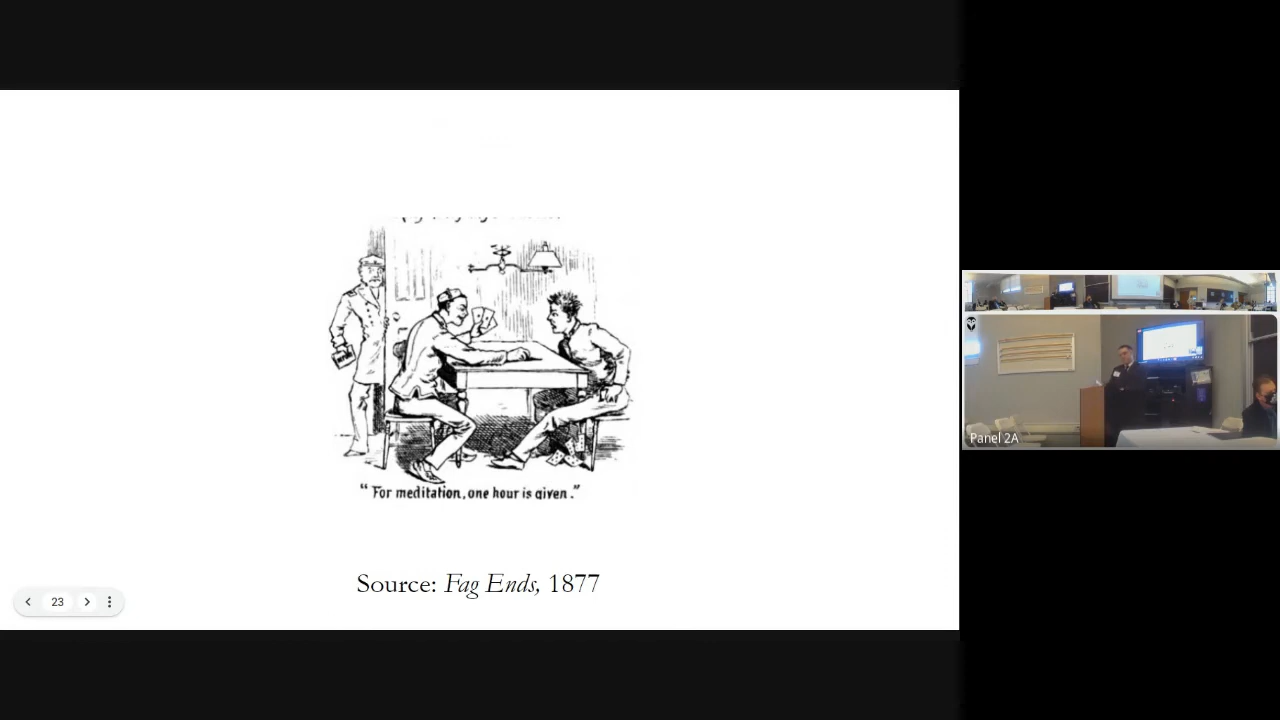 “For meditation, one hour is given.”
Source: Fag Ends, 1877
23
Panel 2A